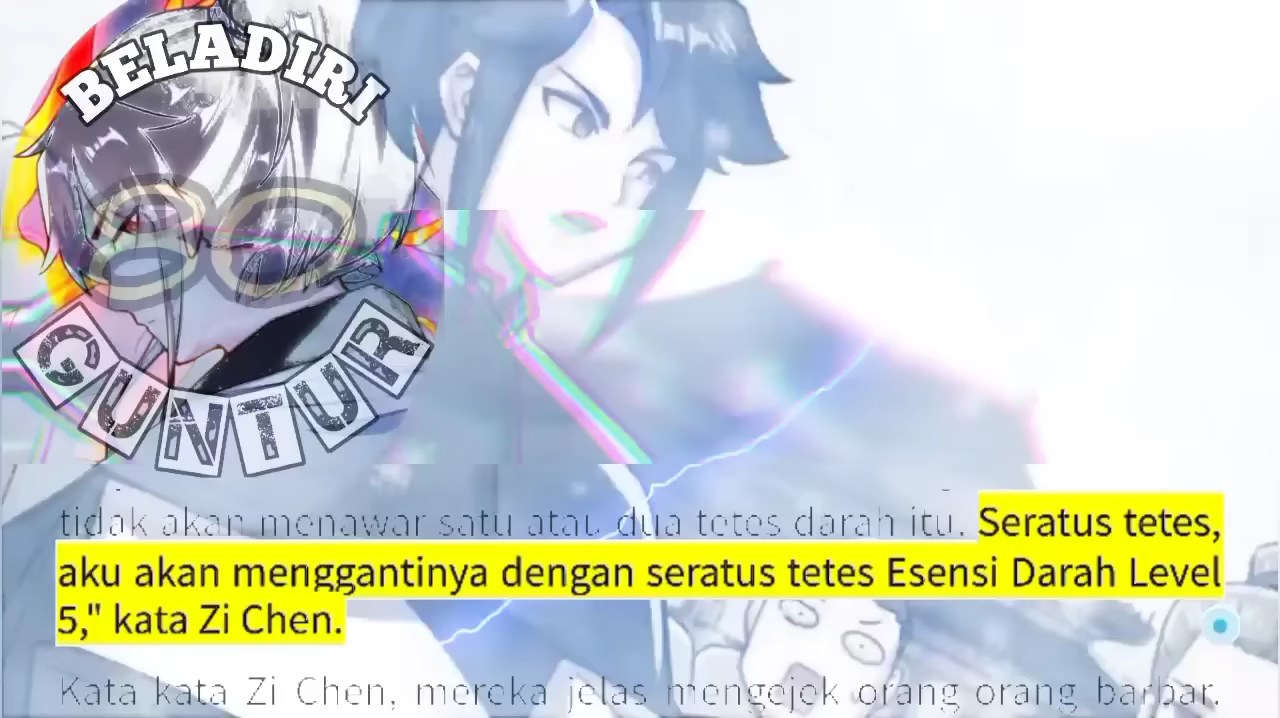 BELADIRI
GUNTUR
tidak akan menawar satu atau dua tetes darah itu. Seratus tetes,
aku akan menggantinya dengan seratus tetes Esensi Darah Level
5," kata Zi Chen.
Kata kata Zi Chen, mereka jelas mengejek orang orang barbar.